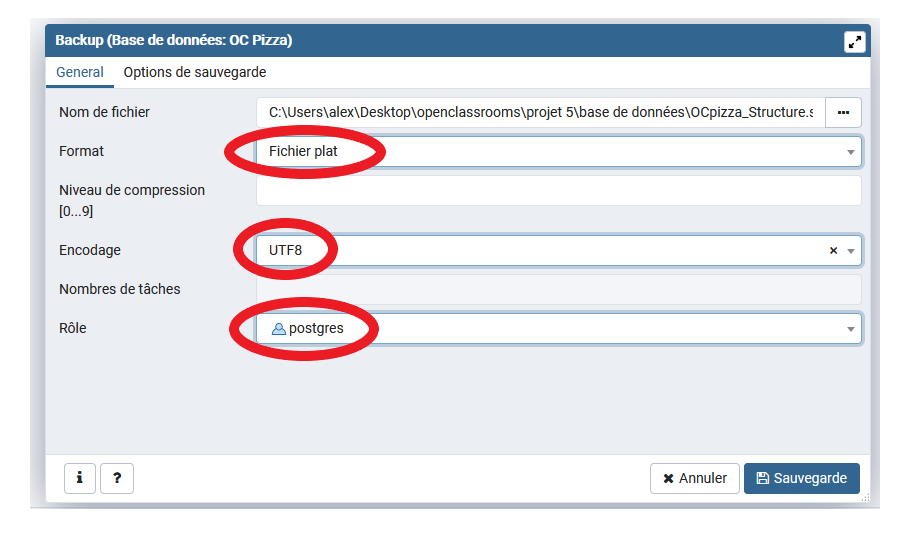 Backup (Base de données: OC Pizza)
General Options de sauvegarde
Nom de fichier C:\Users\alex\Desktop\openclassrooms\projet 5\base de données\OCpizza_Structure.s
Format Fichier plat
Niveau de compression
[0...9]
Encodage UTF8
Nombres de tâches
Rôle postgres
i ? Annuler Sauvegarde